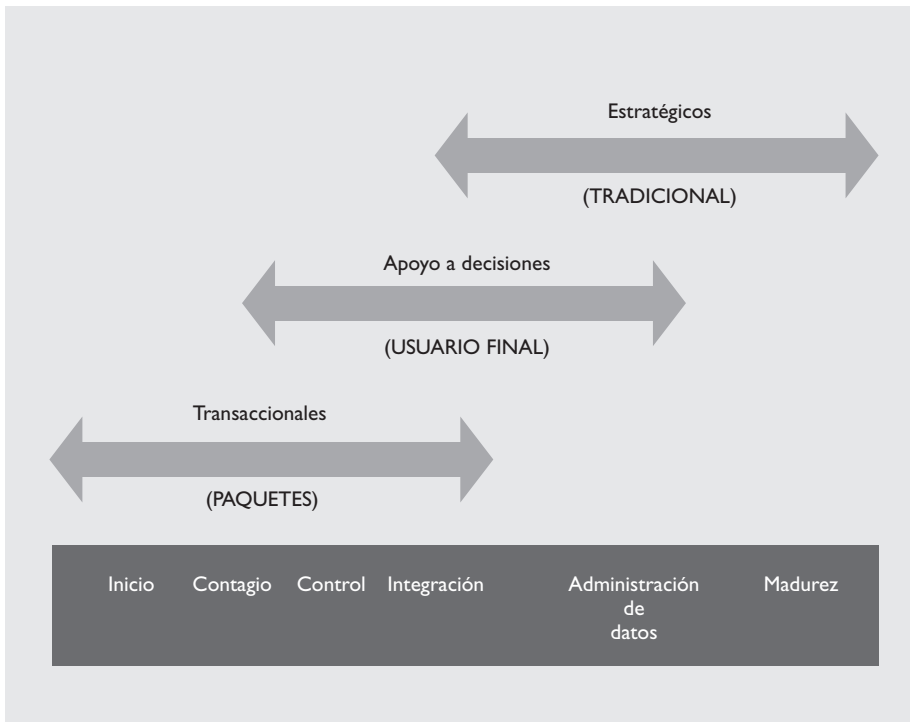 Estratégicos
(TRADICIONAL)
Apoyo a decisiones
(USUARIO FINAL)
Transaccionales
(PAQUETES)
Inicio Contagio Control Integración Administración de datos Madurez